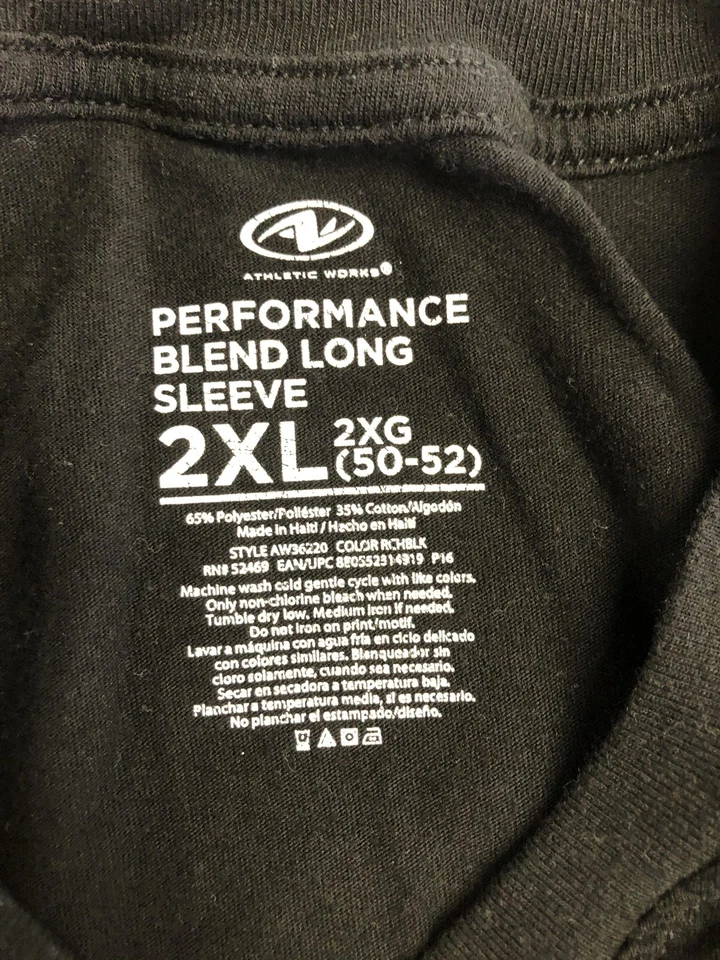 ATHLETIC WORKS®
PERFORMANCE
BLEND LONG
SLEEVE
2XL 2XG
(50-52)
65% Polyester/Poliéster 35% Cotton/Algodón
Made in Haiti / Hecho en Haití
STYLE AW36220 COLOR RCHBLK
RN# 52469 EAN/UPC 880552314919 P16
Machine wash cold gentle cycle with like colors.
Only non-chlorine bleach when needed.
Tumble dry low. Medium iron if needed.
Do not iron on print/motif.
Lavar a máquina con agua fría en ciclo delicado
con colores similares. Blanqueador sin
cloro solamente, cuando sea necesario.
Secar en secadora a temperatura baja.
Planchar a temperatura media, si es necesario.
No planchar el estampado/diseño.